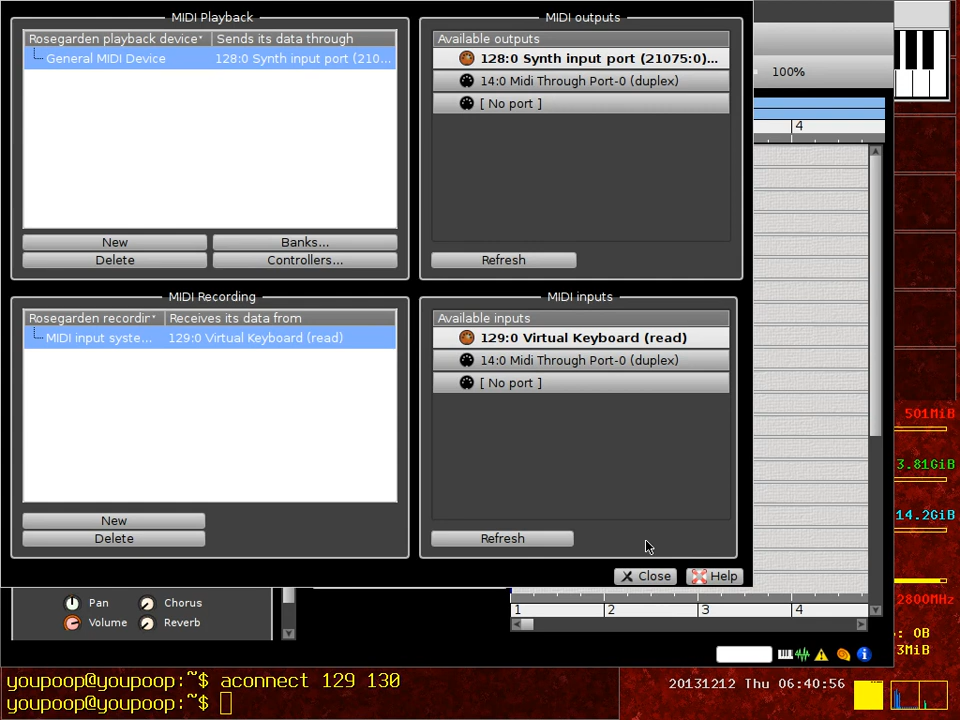 MIDI Playback
Rosegarden playback device
Sends its data through
General MIDI Device
128:0 Synth input port (210...
New
Banks...
Delete
Controllers...
MIDI outputs
Available outputs
128:0 Synth input port (21075:0)...
14:0 Midi Through Port-0 (duplex)
[ No port ]
Refresh
MIDI Recording
Rosegarden recordir
Receives its data from
MIDI input syste...
129:0 Virtual Keyboard (read)
New
Delete
MIDI inputs
Available inputs
129:0 Virtual Keyboard (read)
14:0 Midi Through Port-0 (duplex)
[ No port ]
Refresh
Close
Help
100%
4
501MiB
3.81GiB
14.2GiB
2800MHz
: OB
3MiB
Pan
Chorus
Volume
Reverb
1 2 3 4
youpoop@youpoop:~$ aconnect 129 130
youpoop@youpoop:~$
20131212 Thu 06:40:56